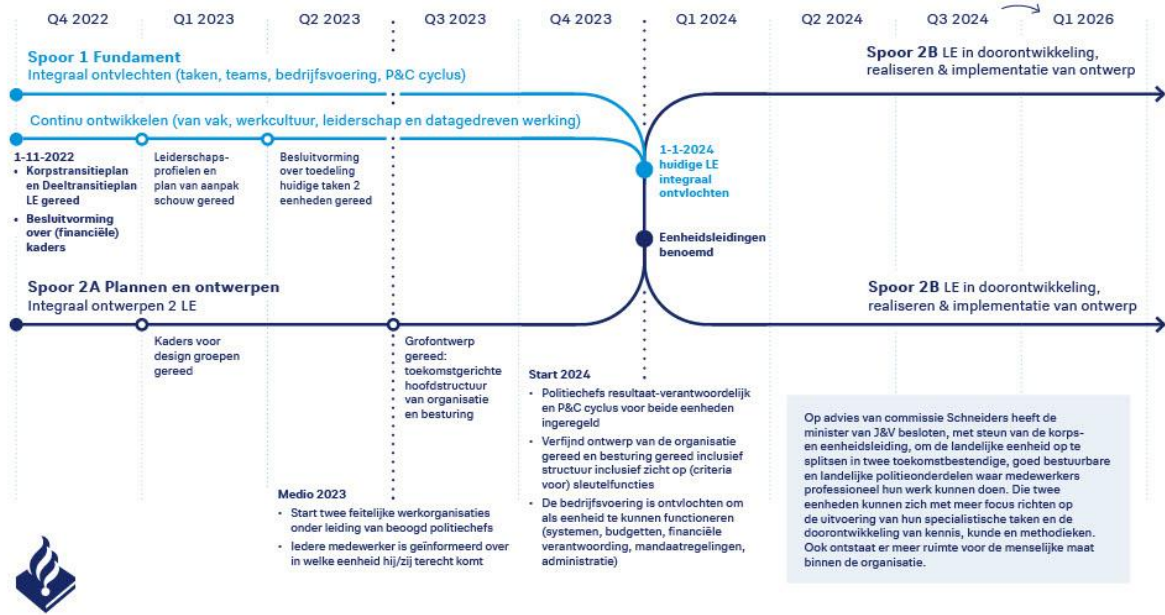 Q4 2022
Q1 2023
Q2 2023
Q3 2023
Q4 2023
Q1 2024
Q2 2024
Q3 2024
Q1 2026
Spoor 1 Fundament
Integraal ontvlechten (taken, teams, bedrijfsvoering, P&C cyclus)
Spoor 2B LE in doorontwikkeling,
realiseren & implementatie van ontwerp
Continu ontwikkelen (van vak, werkcultuur, leiderschap en datagedreven werking)
1-11-2022
• Korpstransitieplan
en Deeltransitieplan
LE gereed
• Besluitvorming
over (financiële)
kaders
Leiderschaps-
profielen en
plan van aanpak
schouw gereed
Besluitvorming
over toedeling
huidige taken 2
eenheden gereed
1-1-2024
huidige LE
integraal
ontvlochten
Eenheidsleidingen
benoemd
Spoor 2A Plannen en ontwerpen
Integraal ontwerpen 2 LE
Spoor 2B LE in doorontwikkeling,
realiseren & implementatie van ontwerp
Kaders voor
design groepen
gereed
Grofontwerp
gereed:
toekomstgerichte
hoofdstructuur
van organisatie
en besturing
Medio 2023
• Start twee feitelijke werkorganisaties
onder leiding van beoogd politiechefs
• Iedere medewerker is geïnformeerd over
in welke eenheid hij/zij terecht komt
Start 2024
• Politiechefs resultaat-verantwoordelijk
en P&C cyclus voor beide eenheden
ingeregeld
• Verfijnd ontwerp van de organisatie
gereed en besturing gereed inclusief
structuur inclusief zicht op (criteria
voor) sleutelfuncties
• De bedrijfsvoering is ontvlochten om
als eenheid te kunnen functioneren
(systemen, budgetten, financiële
verantwoording, mandaatregelingen,
administratie)
Op advies van commissie Schneiders heeft de
minister van J&V besloten, met steun van de korps-
en eenheidsleiding, om de landelijke eenheid op te
splitsen in twee toekomstbestendige, goed bestuurbare
en landelijke politieonderdelen waar medewerkers
professioneel hun werk kunnen doen. Die twee
eenheden kunnen zich met meer focus richten op
de uitvoering van hun specialistische taken en de
doorontwikkeling van kennis, kunde en methodieken.
Ook ontstaat er meer ruimte voor de menselijke maat
binnen de organisatie.